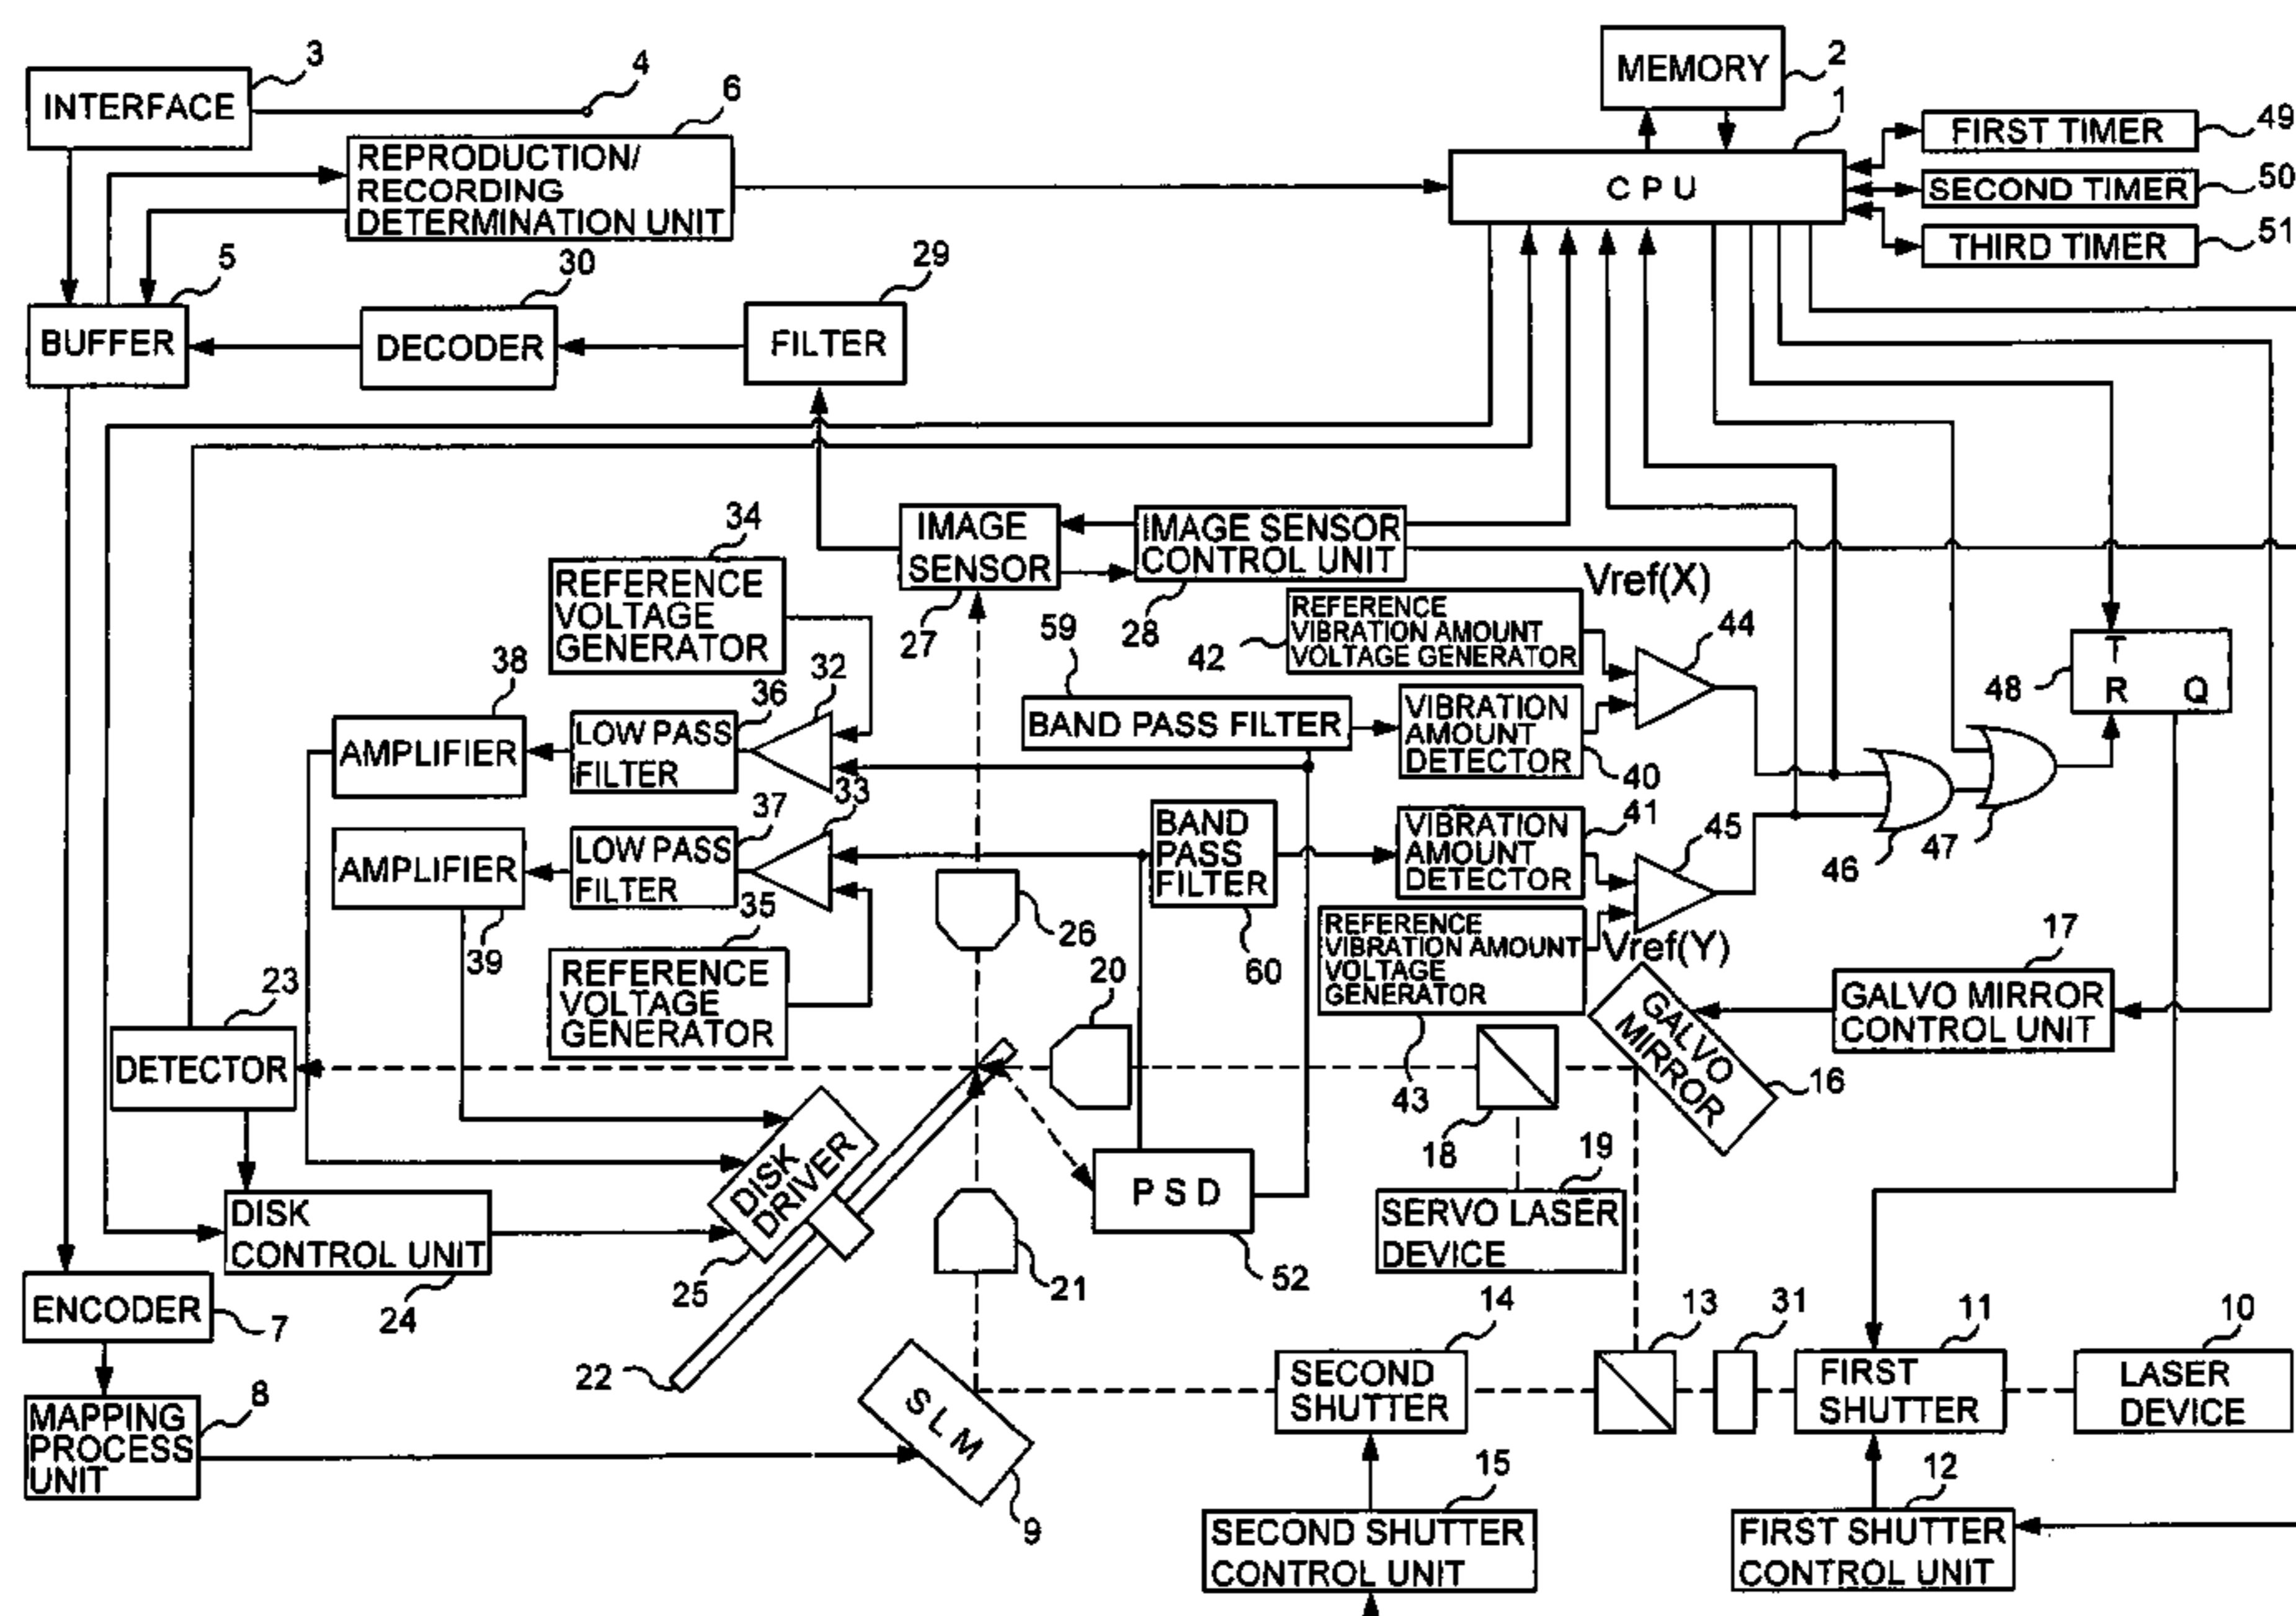 3
INTERFACE
4
6
REPRODUCTION/
RECORDING
DETERMINATION UNIT
MEMORY
2
1
CPU
FIRST TIMER
49
SECOND TIMER
50
THIRD TIMER
51
5
BUFFER
30
DECODER
29
FILTER
34
REFERENCE
VOLTAGE
GENERATOR
IMAGE
SENSOR
27
IMAGE SENSOR
CONTROL UNIT
28
Vref(X)
REFERENCE
VIBRATION AMOUNT
VOLTAGE GENERATOR
42
44
59
BAND PASS FILTER
VIBRATION
AMOUNT
DETECTOR
40
T
R
Q
48
38
AMPLIFIER
36
LOW PASS
FILTER
32
33
37
LOW PASS
FILTER
AMPLIFIER
39
35
REFERENCE
VOLTAGE
GENERATOR
BAND
PASS
FILTER
60
VIBRATION
AMOUNT
DETECTOR
41
45
46
47
REFERENCE
VIBRATION AMOUNT
VOLTAGE
GENERATOR
43
Vref(Y)
26
20
17
GALVO MIRROR
CONTROL UNIT
GALVO
MIRROR
16
23
DETECTOR
18
19
SERVO LASER
DEVICE
DISK
DRIVER
25
PSD
52
DISK
CONTROL UNIT
24
21
22
ENCODER
7
8
MAPPING
PROCESS
UNIT
SLM
9
14
SECOND
SHUTTER
13
31
11
FIRST
SHUTTER
10
LASER
DEVICE
15
SECOND SHUTTER
CONTROL UNIT
12
FIRST SHUTTER
CONTROL UNIT